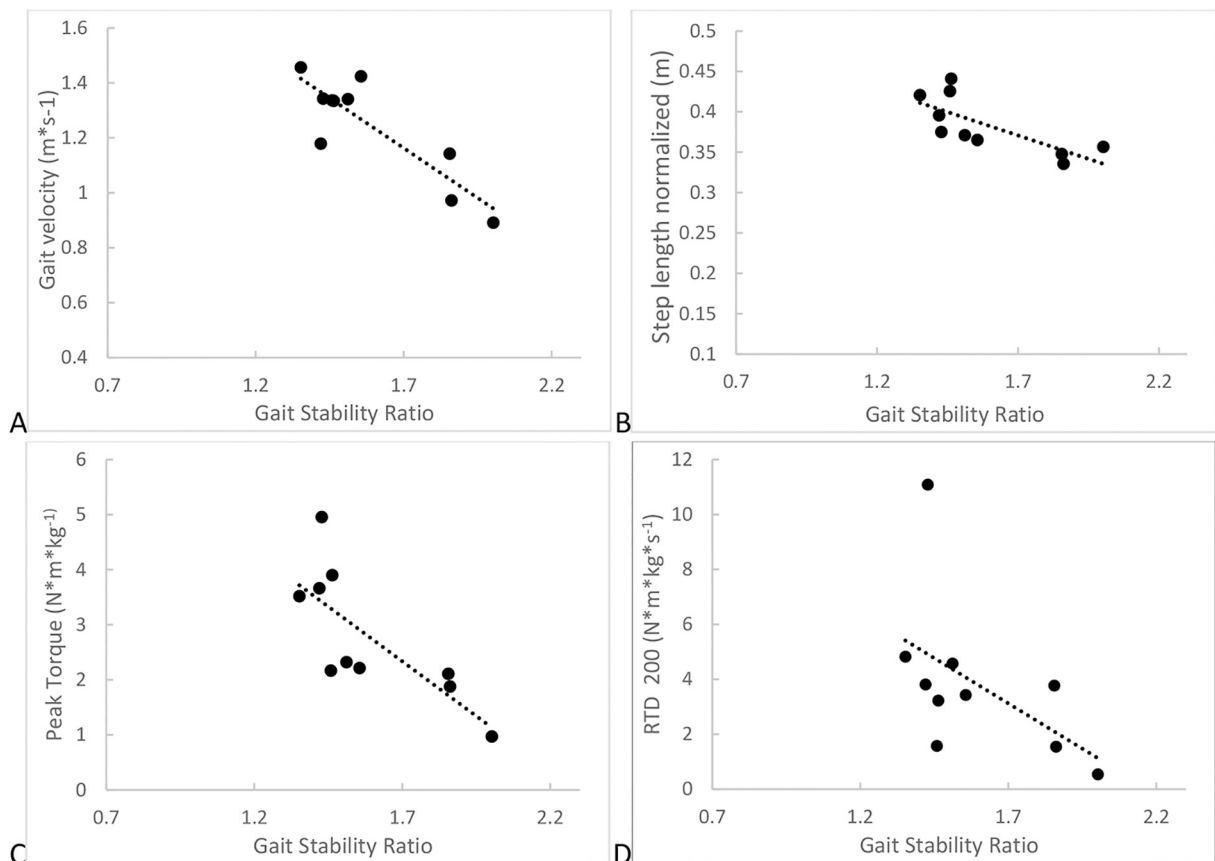 1.6
1.4
1.2
1
0.8
0.6
0.4
Gait velocity (m*s-1)
0.7 1.2 1.7 2.2
Gait Stability Ratio
A
0.5
0.45
0.4
0.35
0.3
0.25
0.2
0.15
0.1
Step length normalized (m)
0.7 1.2 1.7 2.2
Gait Stability Ratio
B
6
5
4
3
2
1
0
Peak Torque (N*m*kg-1)
0.7 1.2 1.7 2.2
Gait Stability Ratio
C
12
10
8
6
4
2
0
RTD 200 (N*m*kg*s-1)
0.7 1.2 1.7 2.2
Gait Stability Ratio
D